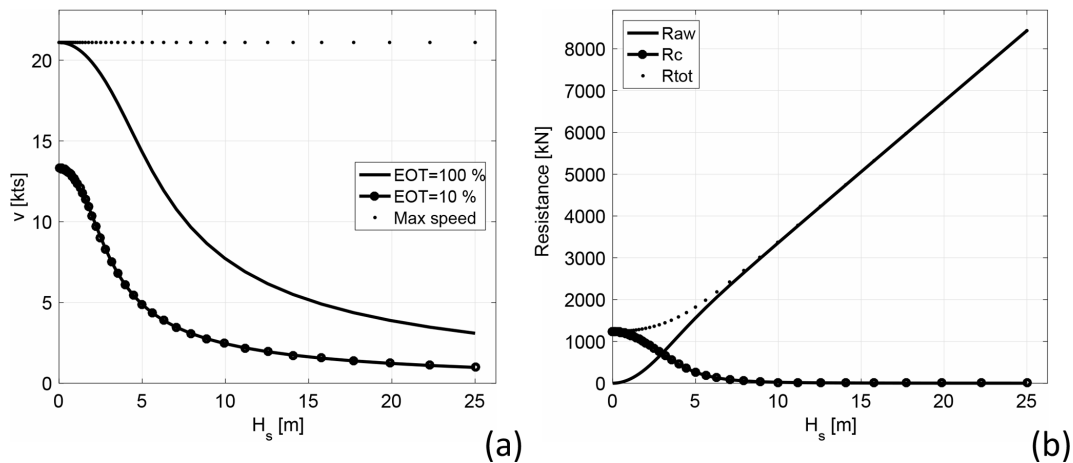 20
15
10
5
0
v [kts]
EOT=100 %
EOT=10 %
Max speed
0 5 10 15 20 25
H_s [m]
(a)
8000
7000
6000
5000
4000
3000
2000
1000
0
Resistance [kN]
Raw
Rc
Rtot
0 5 10 15 20 25
H_s [m]
(b)